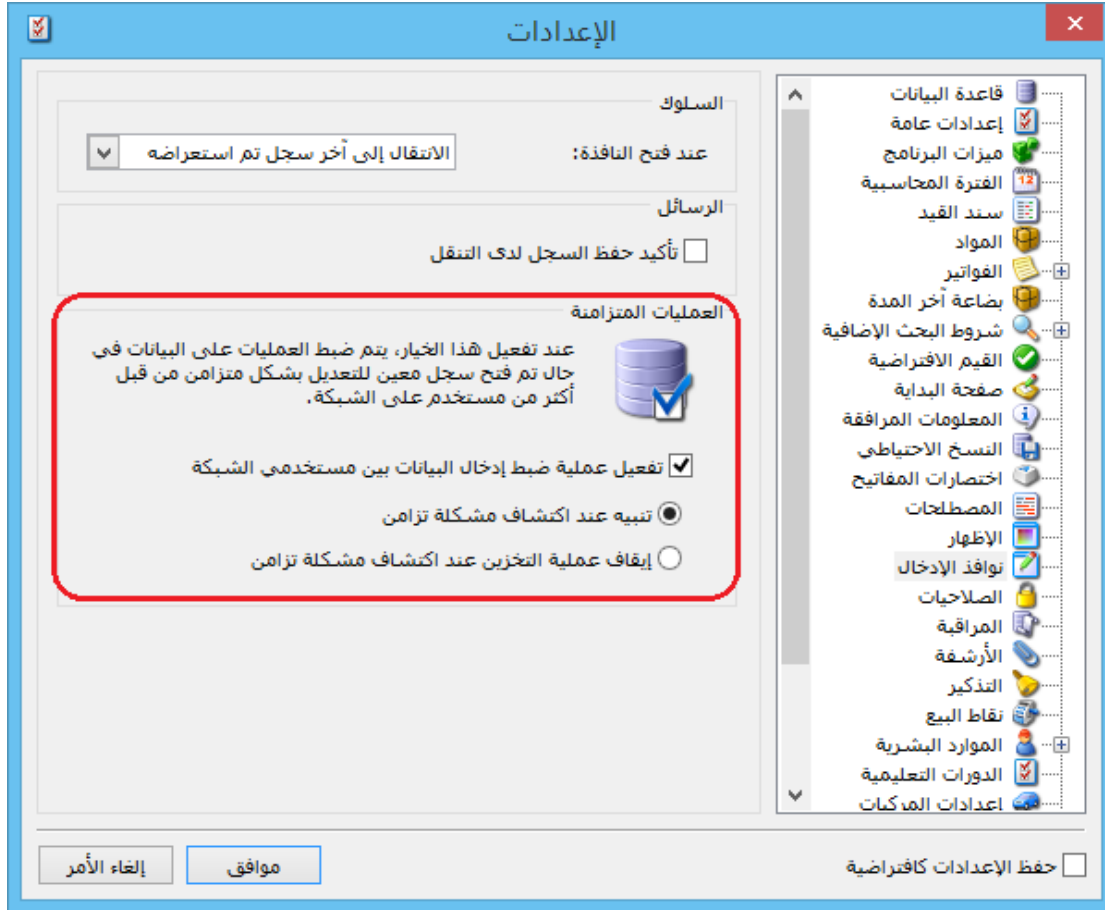 الإعدادات
قاعدة البيانات
إعدادات عامة
ميزات البرنامج
الفترة المحاسبية
سند القيد
المواد
الفواتير
بضاعة آخر المدة
شروط البحث الإضافية
القيم الافتراضية
صفحة البداية
المعلومات المرافقة
النسخ الاحتياطي
اختصارات المفاتيح
المصطلحات
الإظهار
نوافذ الإدخال
الصلاحيات
المراقبة
الأرشفة
التذكير
نقاط البيع
الموارد البشرية
الدورات التعليمية
إعدادات المركبات
السلوك
عند فتح النافذة: الانتقال إلى آخر سجل تم استعراضه
الرسائل
تأكيد حفظ السجل لدى التنقل
العمليات المتزامنة
عند تفعيل هذا الخيار، يتم ضبط العمليات على البيانات في
حال تم فتح سجل معين للتعديل بشكل متزامن من قبل
أكثر من مستخدم على الشبكة.
تفعيل عملية ضبط إدخال البيانات بين مستخدمي الشبكة
تنبيه عند اكتشاف مشكلة تزامن
إيقاف عملية التخزين عند اكتشاف مشكلة تزامن
حفظ الإعدادات كافتراضية
موافق
إلغاء الأمر